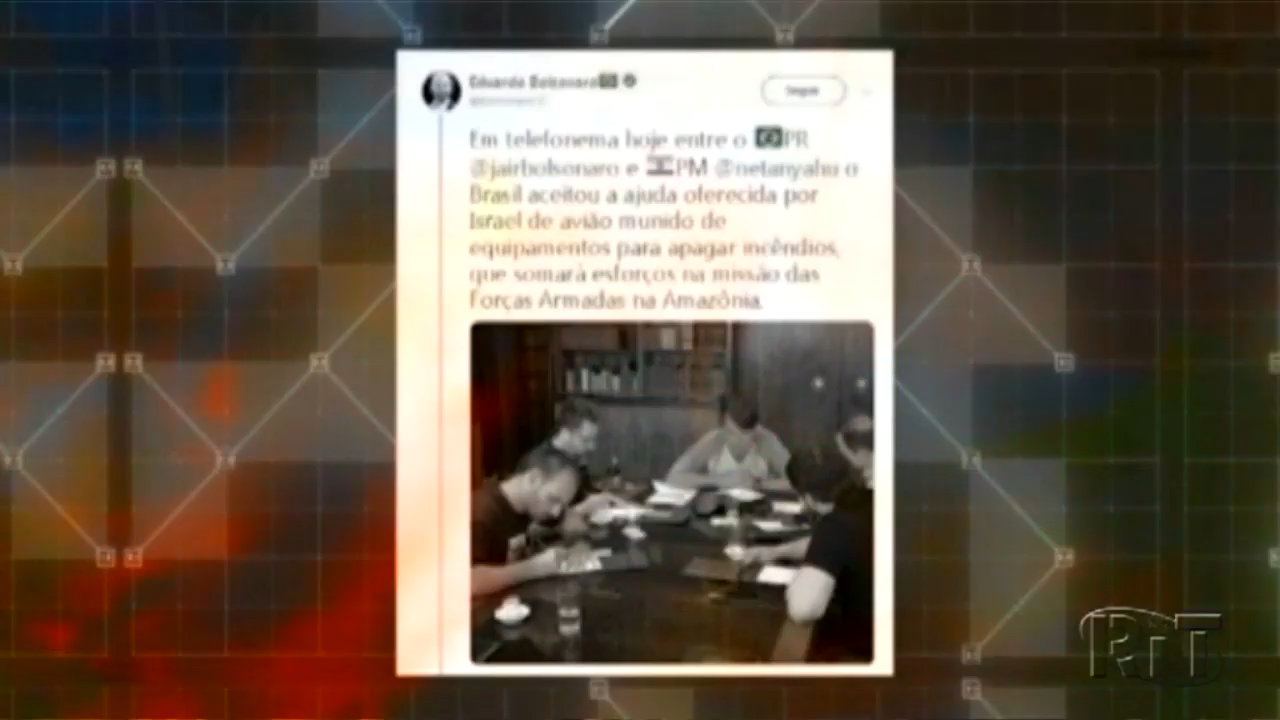 Eduardo Bolsonaro
Seguir
Em telefonema hoje entre o PR
@jairbolsonaro e PM @netanyahu o
Brasil aceitou a ajuda oferecida por
Israel de avião munido de
equipamentos para apagar incêndios,
que somará esforços na missão das
Forças Armadas na Amazônia.
RIT